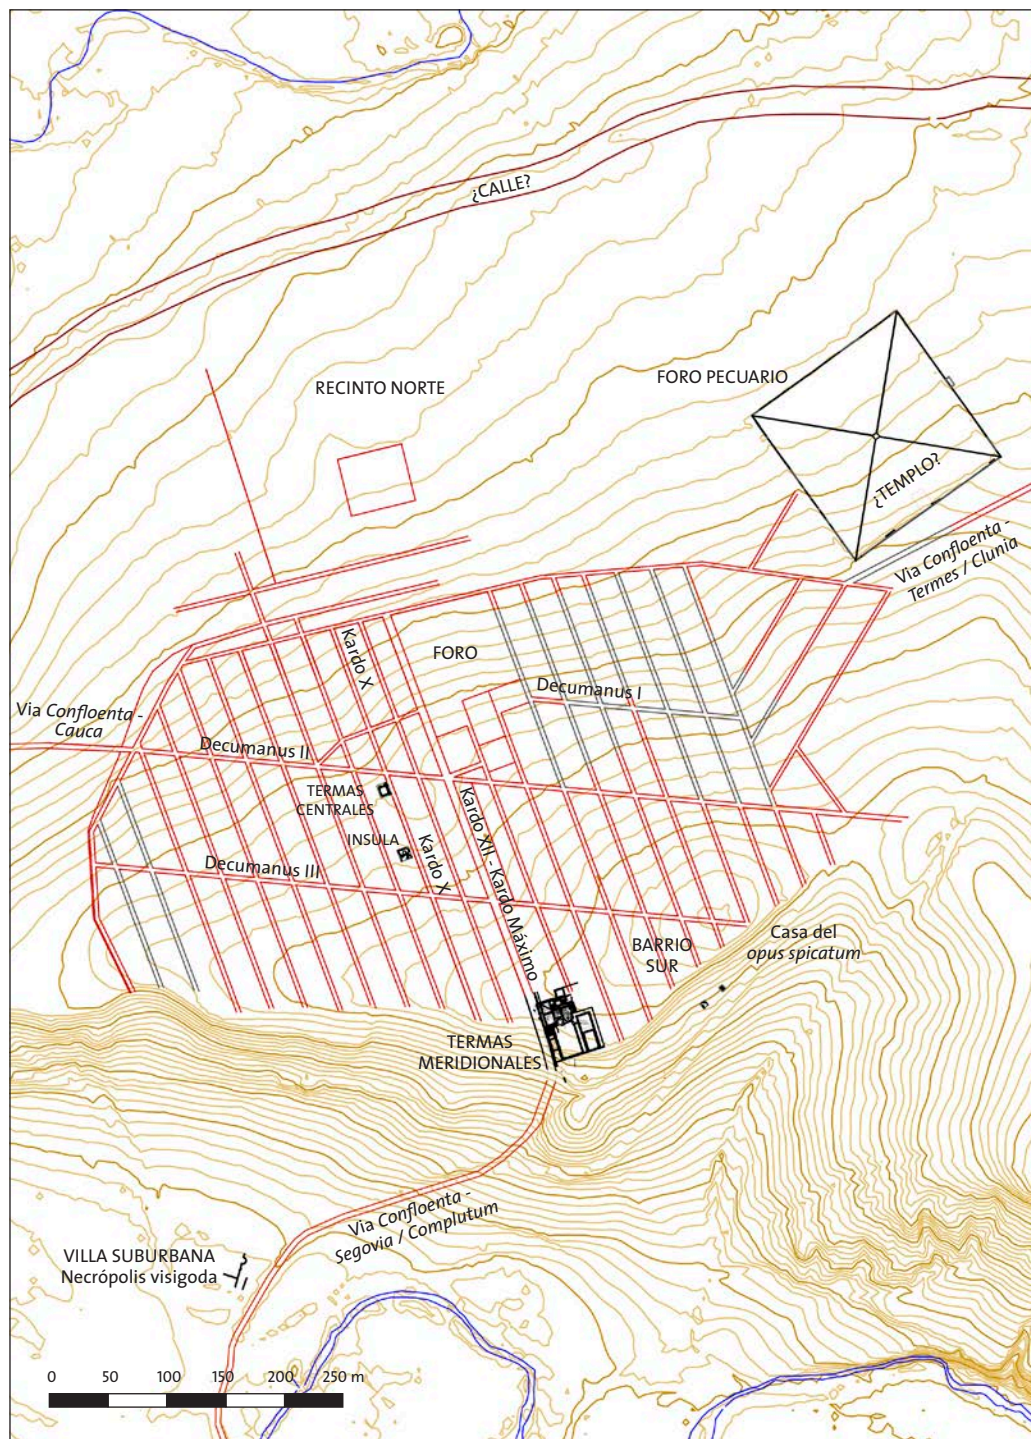 ¿CALLE?
RECINTO NORTE
FORO PECUARIO
¿TEMPLO?
Via Confloenta -
Termes / Clunia
Kardo X
FORO
Decumanus I
Via Confloenta -
Cauca
Decumanus II
TERMAS
CENTRALES
INSULA
Kardo X
Kardo XII - Kardo Máximo
Decumanus III
BARRIO
SUR
Casa del
opus spicatum
TERMAS
MERIDIONALES
Via Confloenta -
Segovia / Complutum
VILLA SUBURBANA
Necrópolis visigoda
0 50 100 150 200 250 m